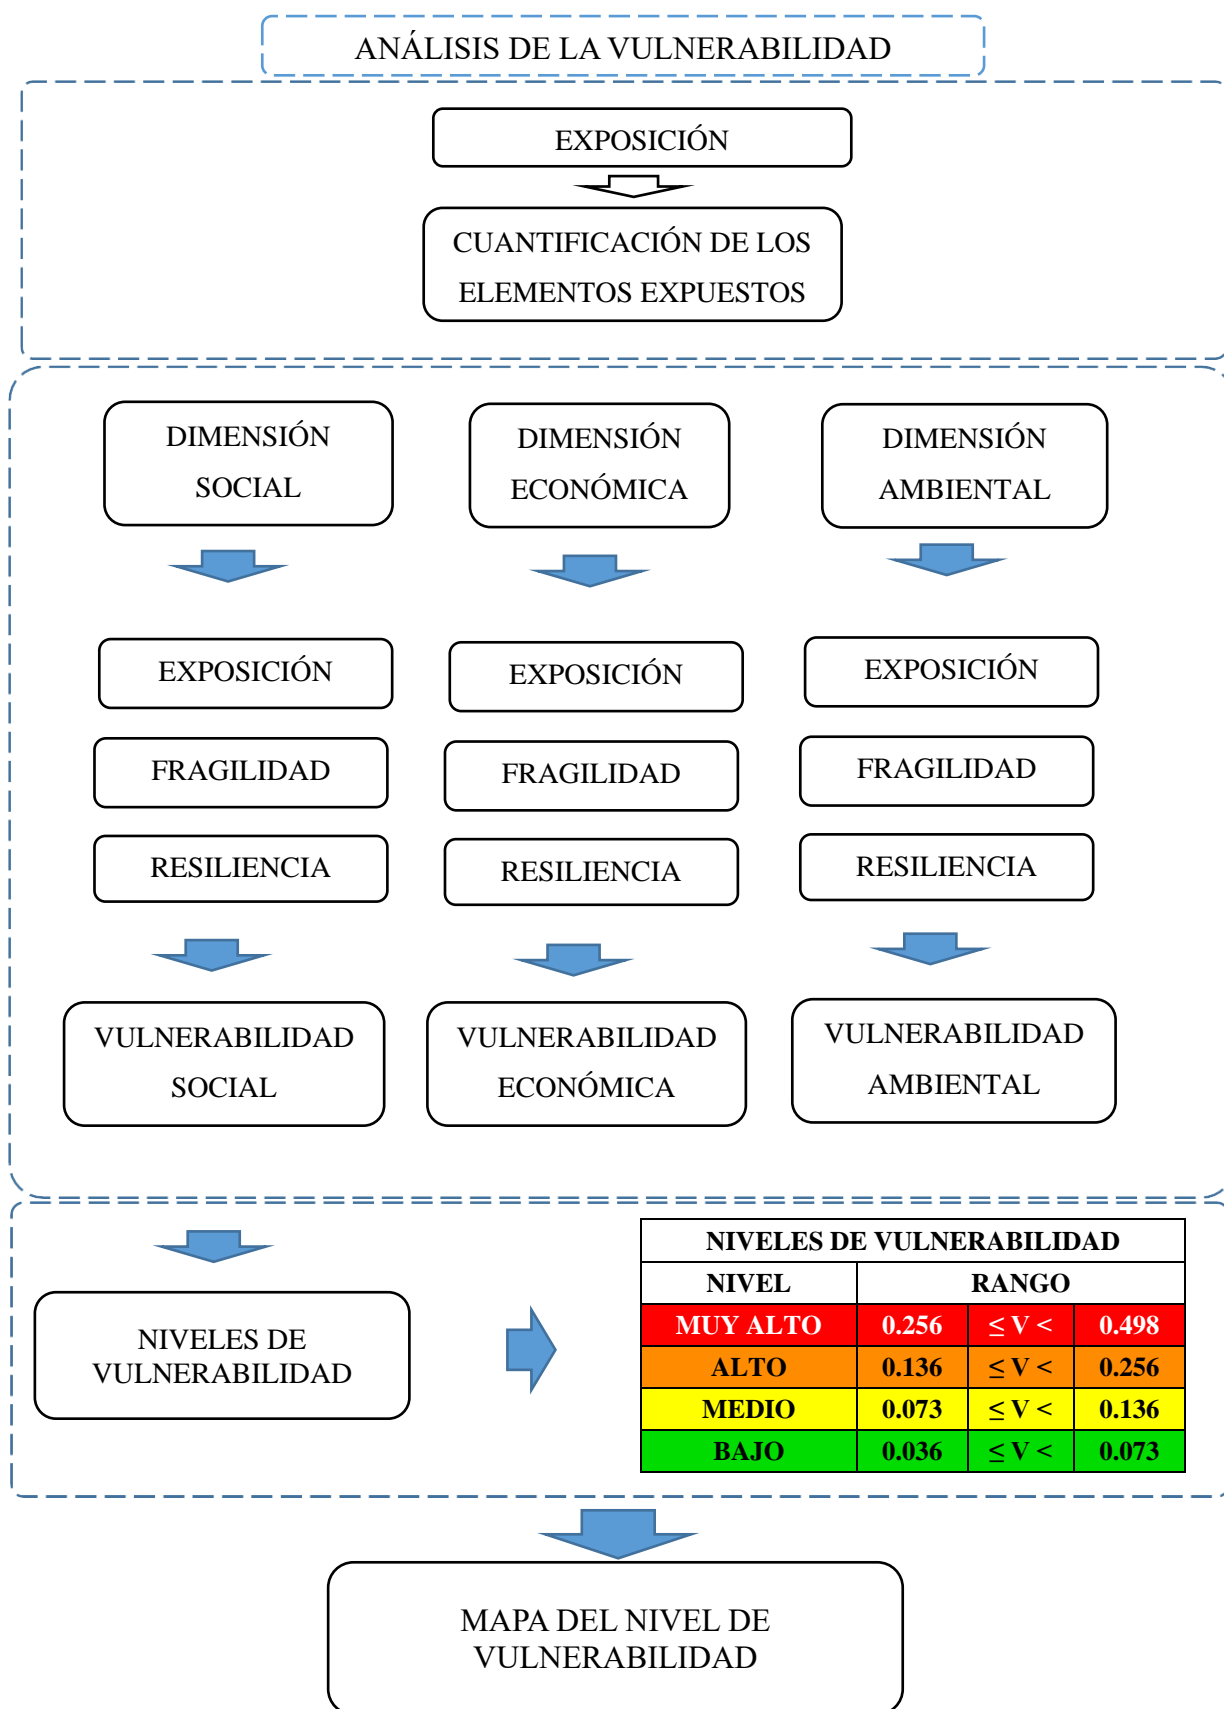 ANÁLISIS DE LA VULNERABILIDAD
EXPOSICIÓN
CUANTIFICACIÓN DE LOS
ELEMENTOS EXPUESTOS
DIMENSIÓN
SOCIAL
DIMENSIÓN
ECONÓMICA
DIMENSIÓN
AMBIENTAL
EXPOSICIÓN
EXPOSICIÓN
EXPOSICIÓN
FRAGILIDAD
FRAGILIDAD
FRAGILIDAD
RESILIENCIA
RESILIENCIA
RESILIENCIA
VULNERABILIDAD
SOCIAL
VULNERABILIDAD
ECONÓMICA
VULNERABILIDAD
AMBIENTAL
NIVELES DE
VULNERABILIDAD
NIVELES DE VULNERABILIDAD
NIVEL RANGO
MUY ALTO 0.256 ≤ V < 0.498
ALTO 0.136 ≤ V < 0.256
MEDIO 0.073 ≤ V < 0.136
BAJO 0.036 ≤ V < 0.073
MAPA DEL NIVEL DE
VULNERABILIDAD